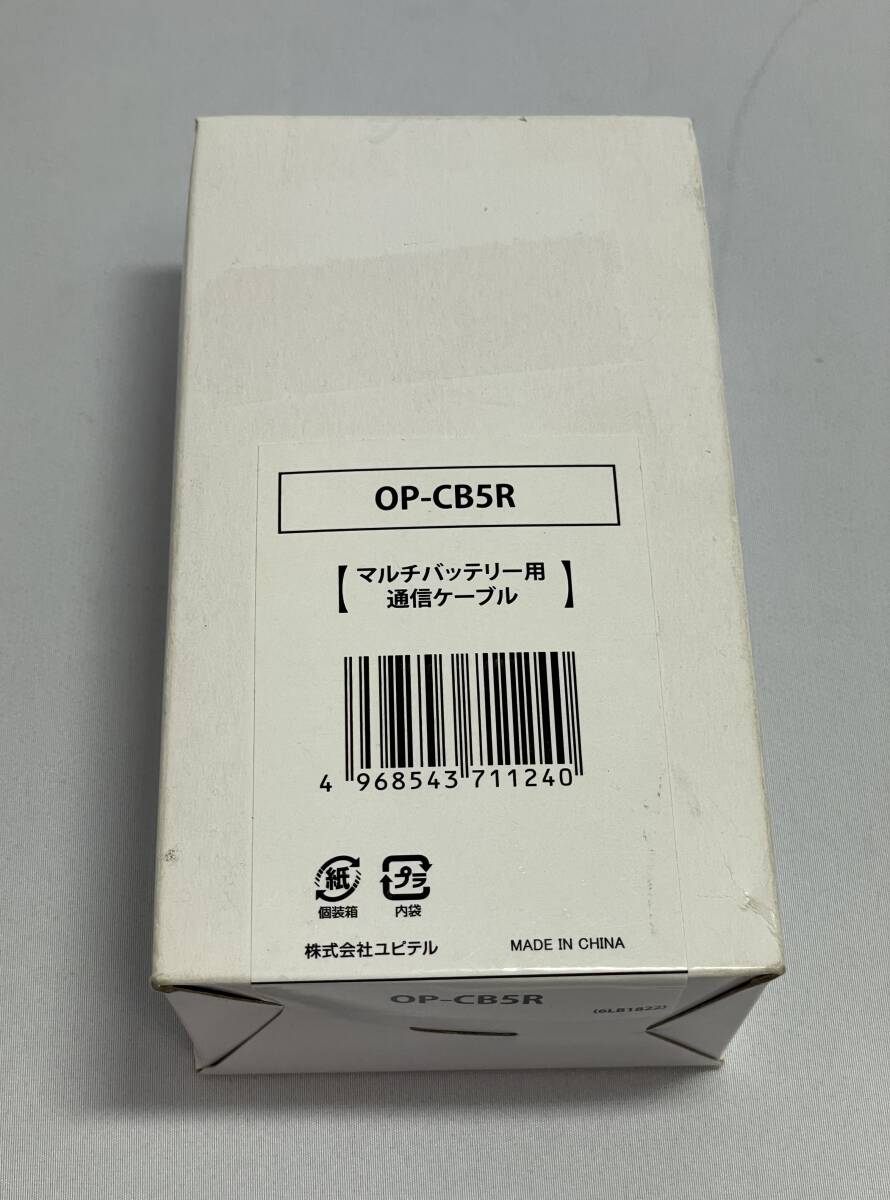 OP-CB5R
【マルチバッテリー用
通信ケーブル】
4 968543 711240
紙 プラ
個装箱 内袋
株式会社ユピテル MADE IN CHINA
OP-CB5R
(6LB1822)